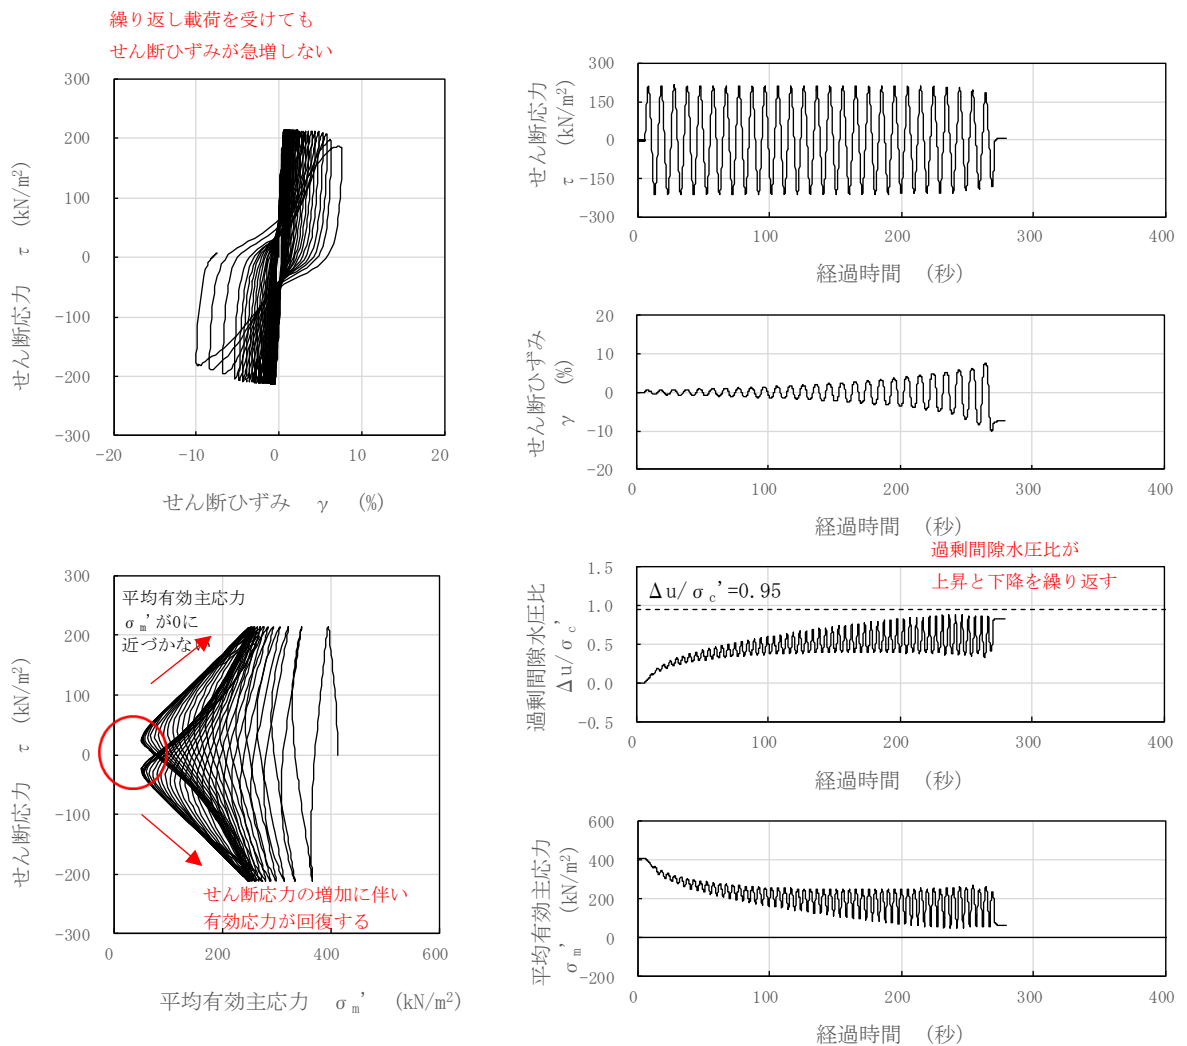 繰り返し載荷を受けても
せん断ひずみが急増しない
300
200
100
0
-100
-200
-300
-20
-10
0
10
20
せん断応力 τ (kN/m²)
せん断ひずみ γ (%)
300
150
0
-150
-300
0
100
200
300
400
せん断応力
τ (kN/m²)
経過時間 (秒)
20
10
0
-10
-20
0
100
200
300
400
せん断ひずみ
γ (%)
経過時間 (秒)
300
200
100
0
-100
-200
-300
0
200
400
600
せん断応力 τ (kN/m²)
平均有効主応力 σm' (kN/m²)
平均有効主応力
σm'が0に
近づかない
せん断応力の増加に伴い
有効応力が回復する
過剰間隙水圧比が
上昇と下降を繰り返す
Δu/σc'=0.95
1.5
1.0
0.5
0.0
-0.5
0
100
200
300
400
過剰間隙水圧比
Δu/σc'
経過時間 (秒)
600
400
200
0
-200
0
100
200
300
400
平均有効主応力
σm' (kN/m²)
経過時間 (秒)